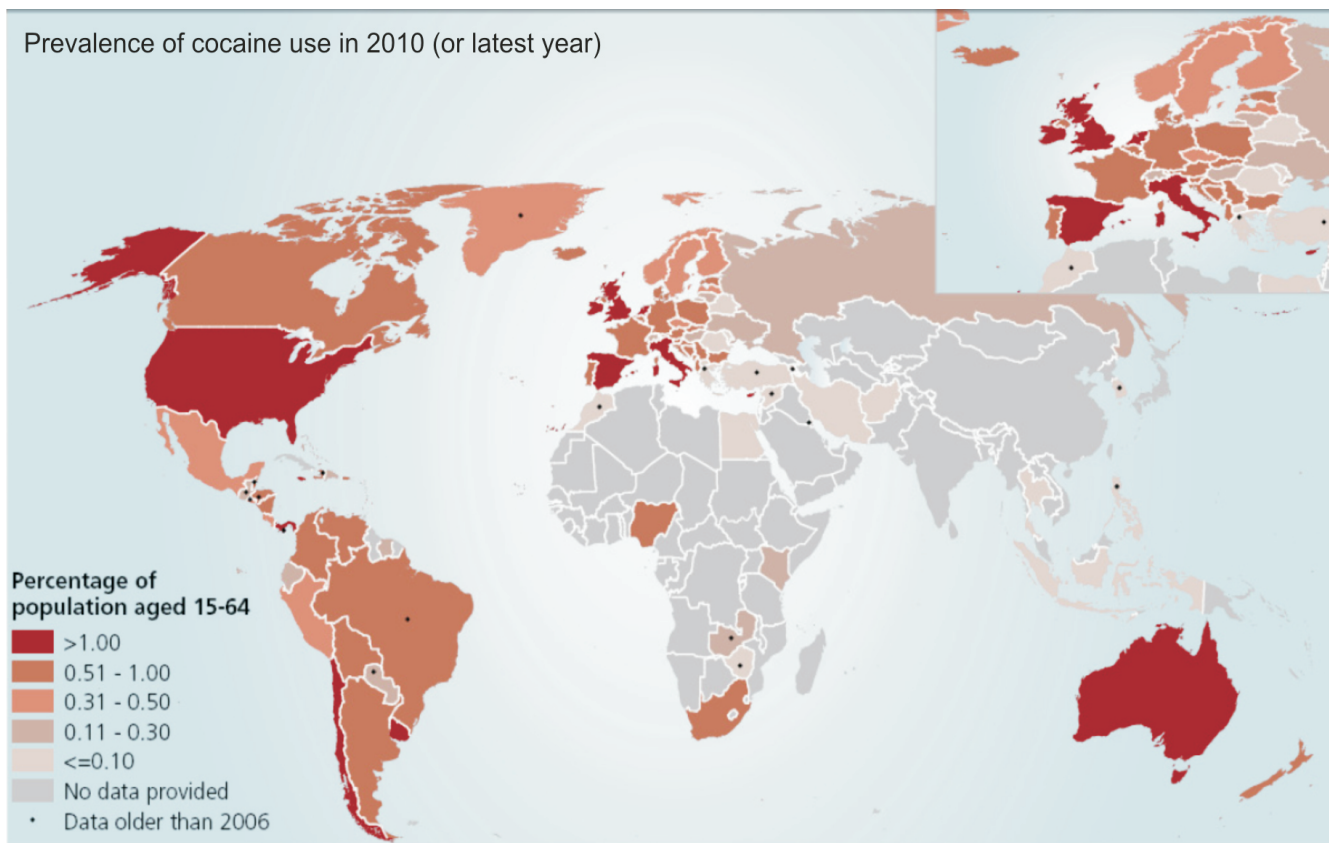 Prevalence of cocaine use in 2010 (or latest year)
Percentage of
population aged 15-64
>1.00
0.51 - 1.00
0.31 - 0.50
0.11 - 0.30
<=0.10
No data provided
Data older than 2006